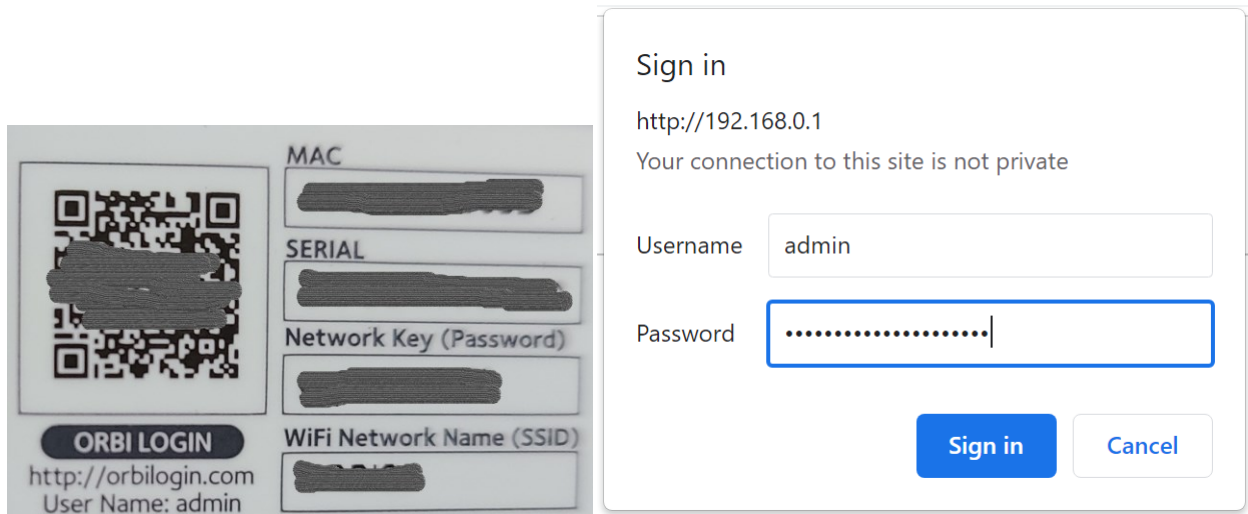 MAC
SERIAL
Network Key (Password)
WiFi Network Name (SSID)
ORBI LOGIN
http://orbilogin.com
User Name: admin
Sign in
http://192.168.0.1
Your connection to this site is not private
Username
admin
Password
••••••••••••••••••••••
Sign in
Cancel